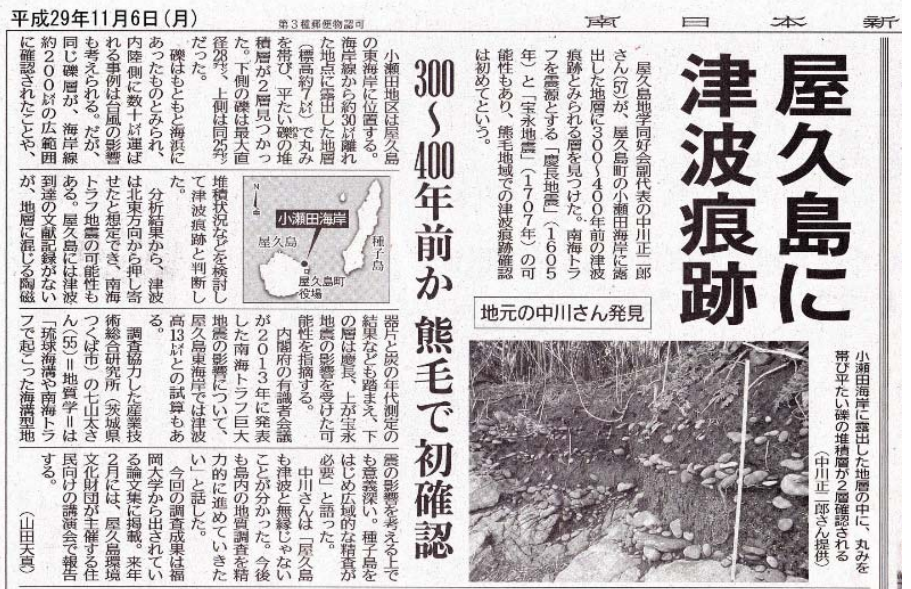 平成29年11月6日(月)
第3種郵便物認可
南日本新
屋久島に
津波痕跡
300〜400年前か 熊毛で初確認
地元の中川さん発見
屋久島地学同好会副代表の中川正二郎
さん(57)が、屋久島町の小瀬田海岸に露
出した地層に300〜400年前の津波
痕跡とみられる層を見つけた。南海トラ
フを震源とする「慶長地震」(1605
年)と「宝永地震」(1707年)の可
能性もあり、熊毛地域での津波痕跡確認
は初めてという。
小瀬田地区は屋久島
の東海岸に位置する。
海岸線から約30㍍離れ
た地点に露出した地層
(標高約7㍍)で丸み
を帯び、平たい礫の堆
積層が2層見つかっ
た。下側の礫は最大直
径28㌢、上側は同25㌢
だった。
礫はもともと海浜に
あったものとみられ、
内陸側に数十㍍運ば
れる事例は台風の影響
も考えられる。だが、
同じ礫層が、海岸線
約200㍍の広範囲
に確認されたことや、
堆積状況などを検討し
て津波痕跡と判断し
た。
分析結果から、津波
は北東方向から押し寄
せたと想定でき、南海
トラフ地震の可能性も
ある。屋久島には津波
到達の文献記録がない
が、地層に混じる陶磁
器片と炭の年代測定の
結果なども踏まえ、下
の層は慶長、上が宝永
地震の影響を受けた可
能性を指摘する。
内閣府の有識者会議
が2013年に発表
した南海トラフ巨大
地震の影響について、
屋久島東海岸では津波
高13㍍との試算もあ
る。
調査協力した産業技
術総合研究所(茨城県
つくば市)の七山太さ
ん(55)=地質学=は
「琉球海溝や南海トラ
フで起こった海溝型地
震の影響を考える上で
も意義深い。種子島を
はじめ広域的な精査が
必要」と語った。
中川さんは「屋久島
も津波と無縁じゃない
ことが分かった。今後
も島内の地質調査を精
力的に進めていきた
い」と話した。
今回の調査成果は福
岡大学から出されてい
る論文集に掲載。来年
2月には、屋久島環境
文化財団が主催する住
民向けの講演会で報告
する。
(山田天真)
N
小瀬田海岸
屋久島
種子島
屋久島町
役場
小瀬田海岸に露出した地層の中に、丸みを
帯び平たい礫の堆積層が2層確認される
(中川正二郎さん提供)